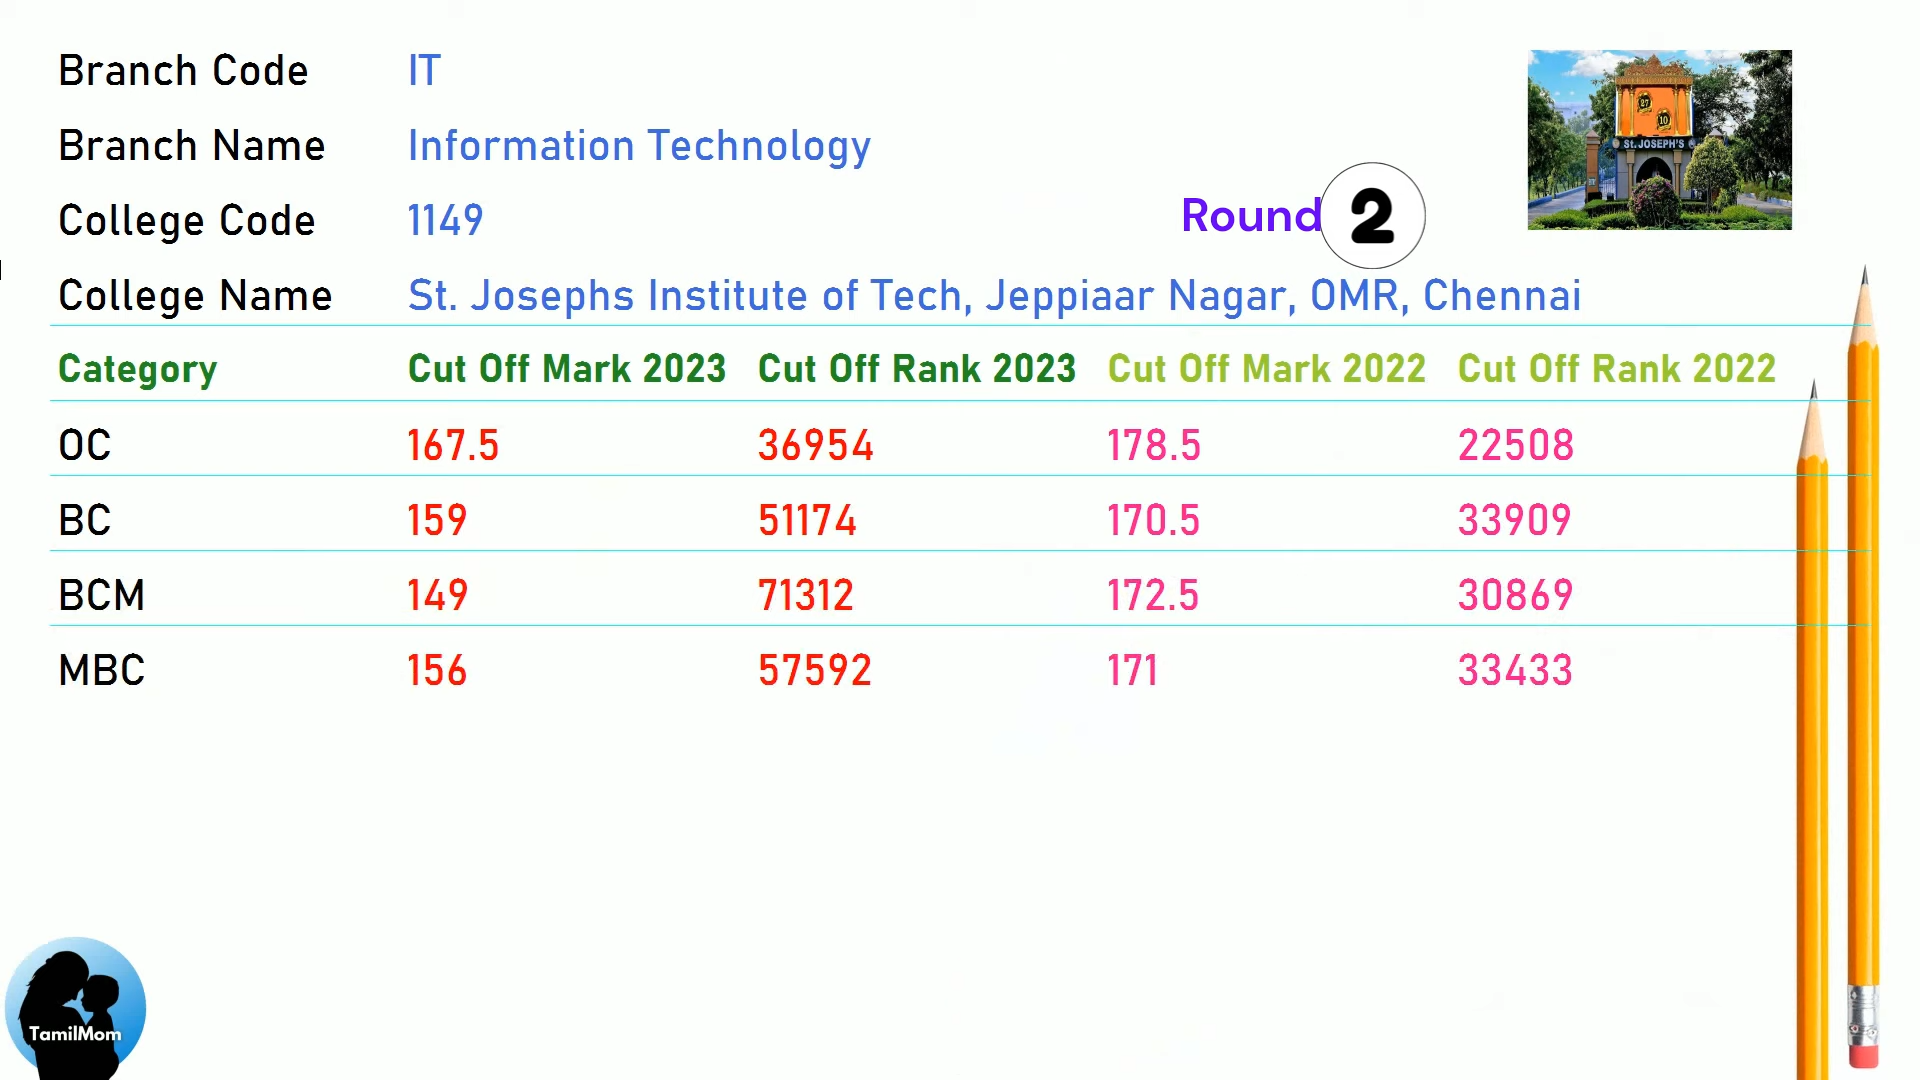 Branch Code IT
Branch Name Information Technology
College Code 1149
Round 2
College Name St. Josephs Institute of Tech, Jeppiaar Nagar, OMR, Chennai
Category Cut Off Mark 2023 Cut Off Rank 2023 Cut Off Mark 2022 Cut Off Rank 2022
OC 167.5 36954 178.5 22508
BC 159 51174 170.5 33909
BCM 149 71312 172.5 30869
MBC 156 57592 171 33433
27
10
St. JOSEPH'S
TamilMom